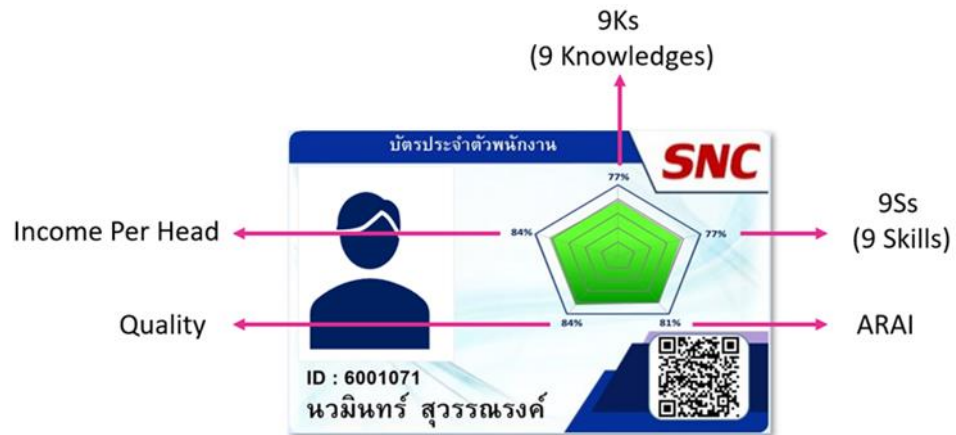 9Ks
(9 Knowledges)
บัตรประจำตัวพนักงาน
SNC
77%
Income Per Head
84%
77%
9Ss
(9 Skills)
Quality
84%
81%
ARAI
ID : 6001071
นวมินทร์ สุวรรณรงค์